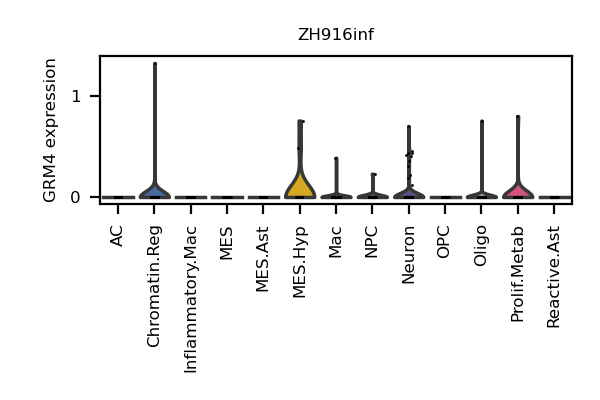 ZH916inf
GRM4 expression
1
0
AC
Chromatin.Reg
Inflammatory.Mac
MES
MES.Ast
MES.Hyp
Mac
NPC
Neuron
OPC
Oligo
Prolif.Metab
Reactive.Ast